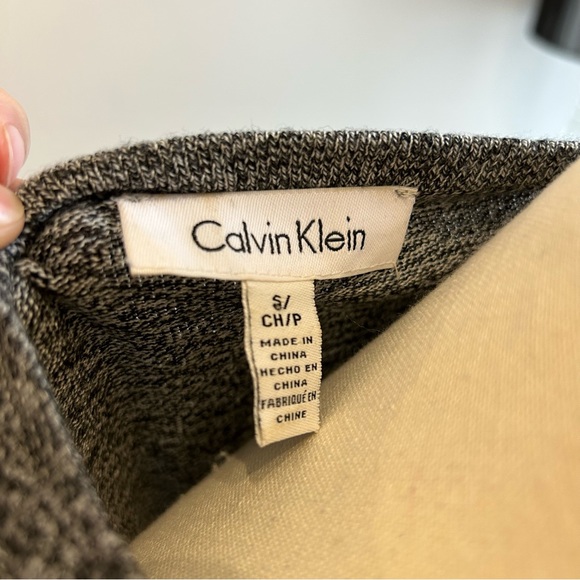 Calvin Klein
S/
CH/P
MADE IN
CHINA
HECHO EN
CHINA
FABRIQUÉ EN
CHINE